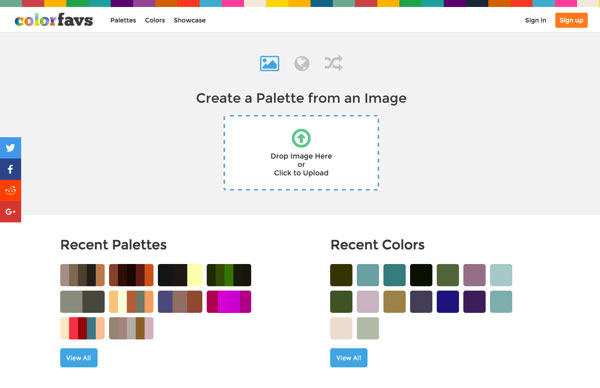 colorfavs
Palettes
Colors
Showcase
Sign in
Sign up
Create a Palette from an Image
Drop Image Here
or
Click to Upload
Recent Palettes
Recent Colors
View All
View All